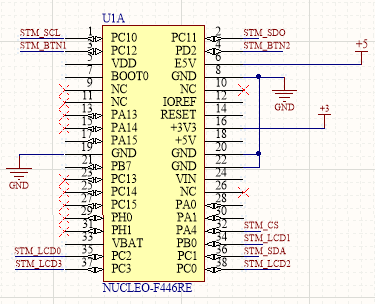 U1A
STM_SCL 1 PC10 PC11 2 STM_SDO
STM_BTN1 3 PC12 PD2 4 STM_BTN2
5 VDD E5V 6 +5
7 BOOT0 GND 8
9 NC NC 10 GND
11 NC IOREF 12
13 PA13 RESET 14
15 PA14 +3V3 16 +3
17 PA15 +5V 18
19 GND GND 20
GND 21 PB7 GND 22
23 PC13 VIN 24
25 PC14 NC 26
27 PC15 PA0 28
29 PH0 PA1 30
31 PH1 PA4 32 STM_CS
33 VBAT PB0 34 STM_LCD1
STM_LCD0 35 PC2 PC1 36 STM_SDA
STM_LCD3 37 PC3 PC0 38 STM_LCD2
NUCLEO-F446RE